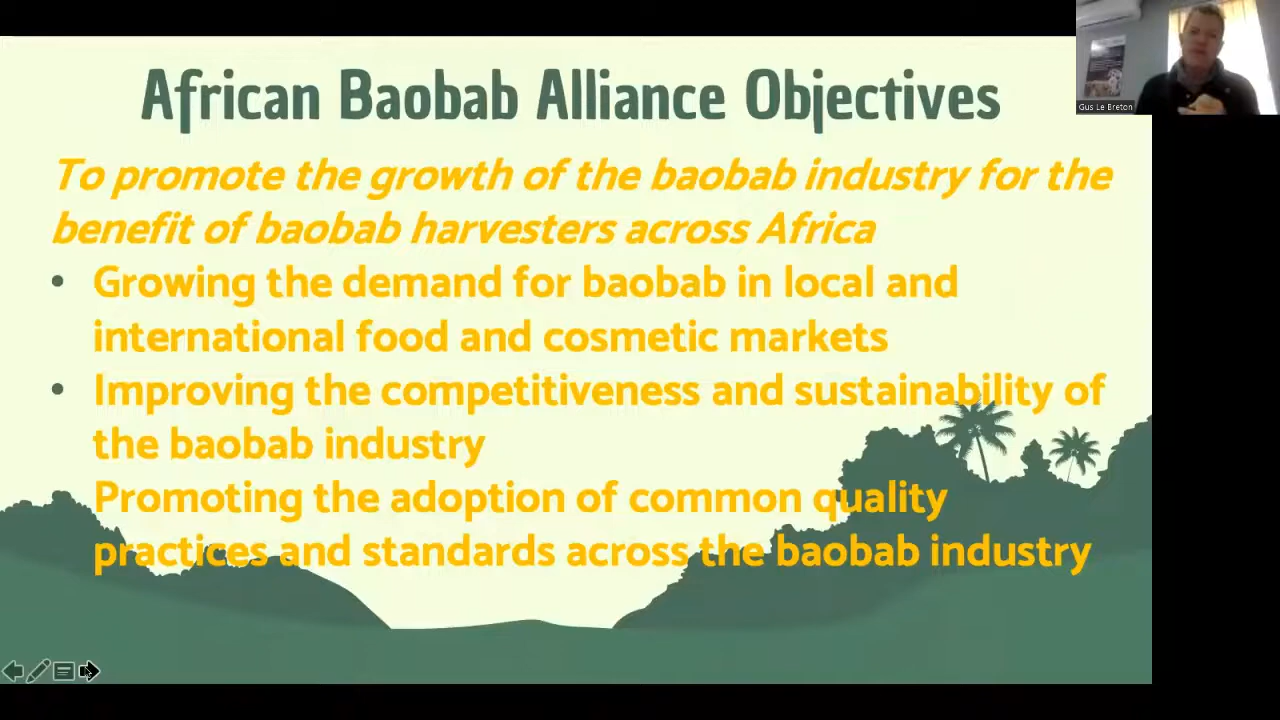 African Baobab Alliance Objectives
To promote the growth of the baobab industry for the
benefit of baobab harvesters across Africa
• Growing the demand for baobab in local and
international food and cosmetic markets
• Improving the competitiveness and sustainability of
the baobab industry
Promoting the adoption of common quality
practices and standards across the baobab industry
Gus Le Breton